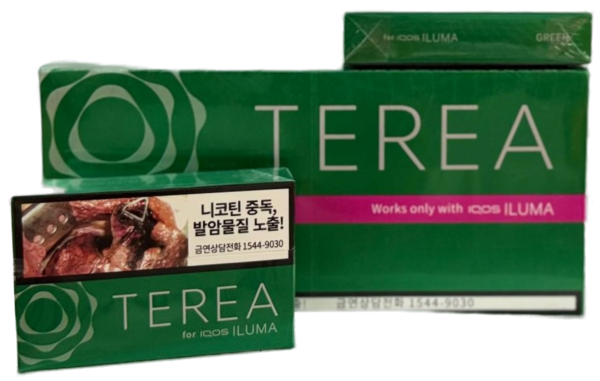 for IQOS ILUMA
GREEN
TEREA
Works only with IQOS ILUMA
니코틴 중독,
발암물질 노출!
금연상담전화 1544-9030
TEREA
for IQOS ILUMA
금연상담전화 1544-9030